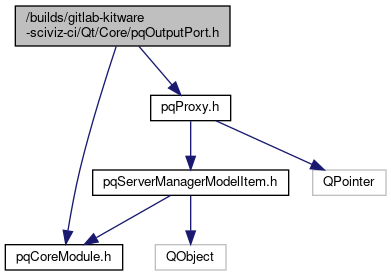 /builds/gitlab-kitware
-sciviz-ci/Qt/Core/pqOutputPort.h
pqProxy.h
pqServerManagerModelItem.h
QPointer
pqCoreModule.h
QObject